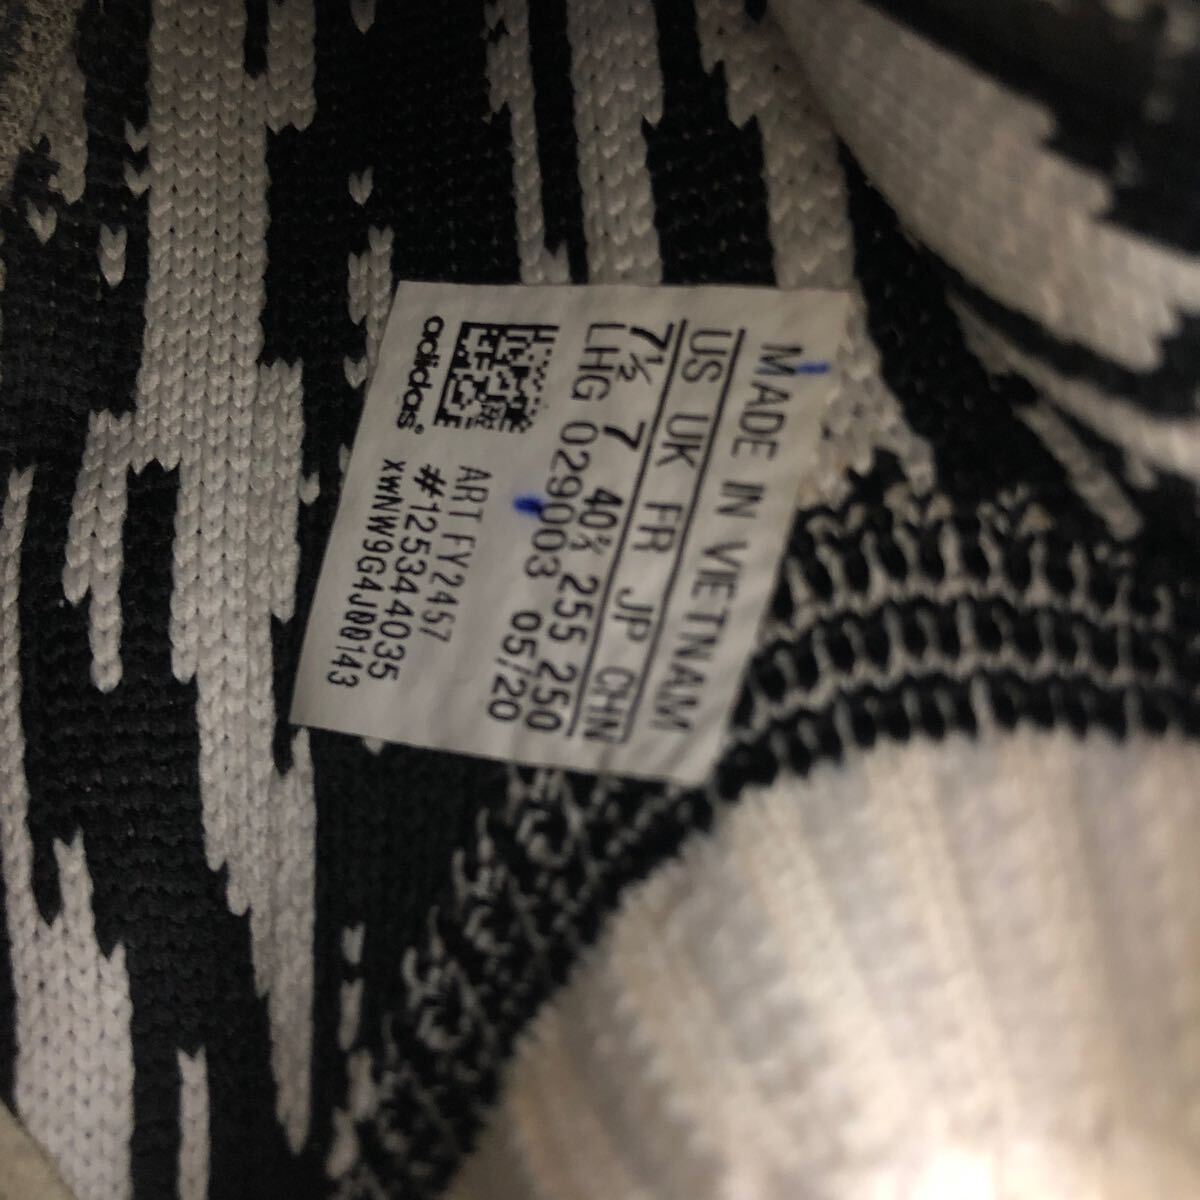 MADE IN VIETNAM
US UK FR JP CHN
7½ 7 40⅔ 255 250
LHG 029003 05/20
ART FY2457
#1253444035
XWNW9G4J00143
adidas®